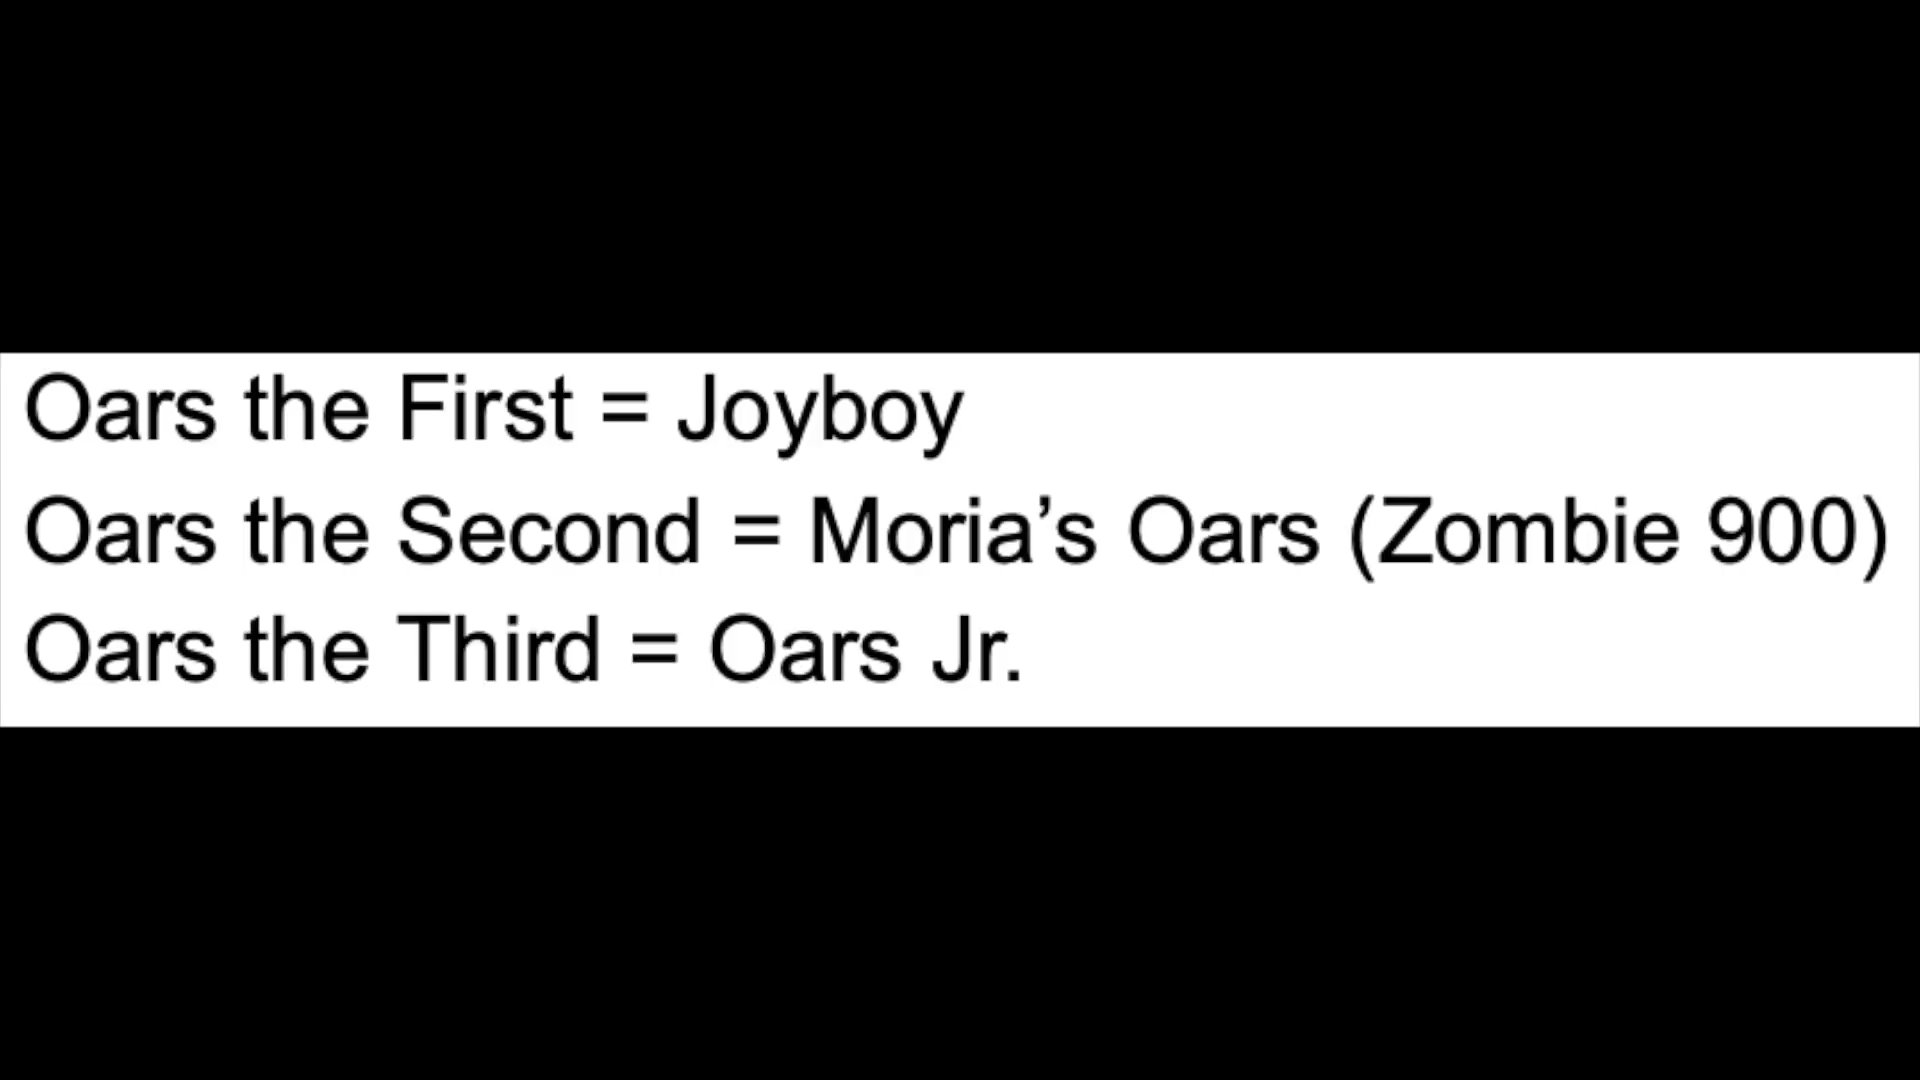 Oars the First = Joyboy
Oars the Second = Moria’s Oars (Zombie 900)
Oars the Third = Oars Jr.